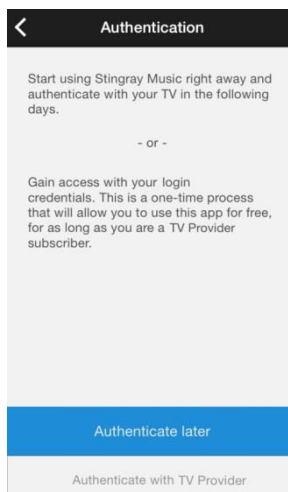 Authentication
Start using Stingray Music right away and
authenticate with your TV in the following
days.
- or -
Gain access with your login
credentials. This is a one-time process
that will allow you to use this app for free,
for as long as you are a TV Provider
subscriber.
Authenticate later
Authenticate with TV Provider